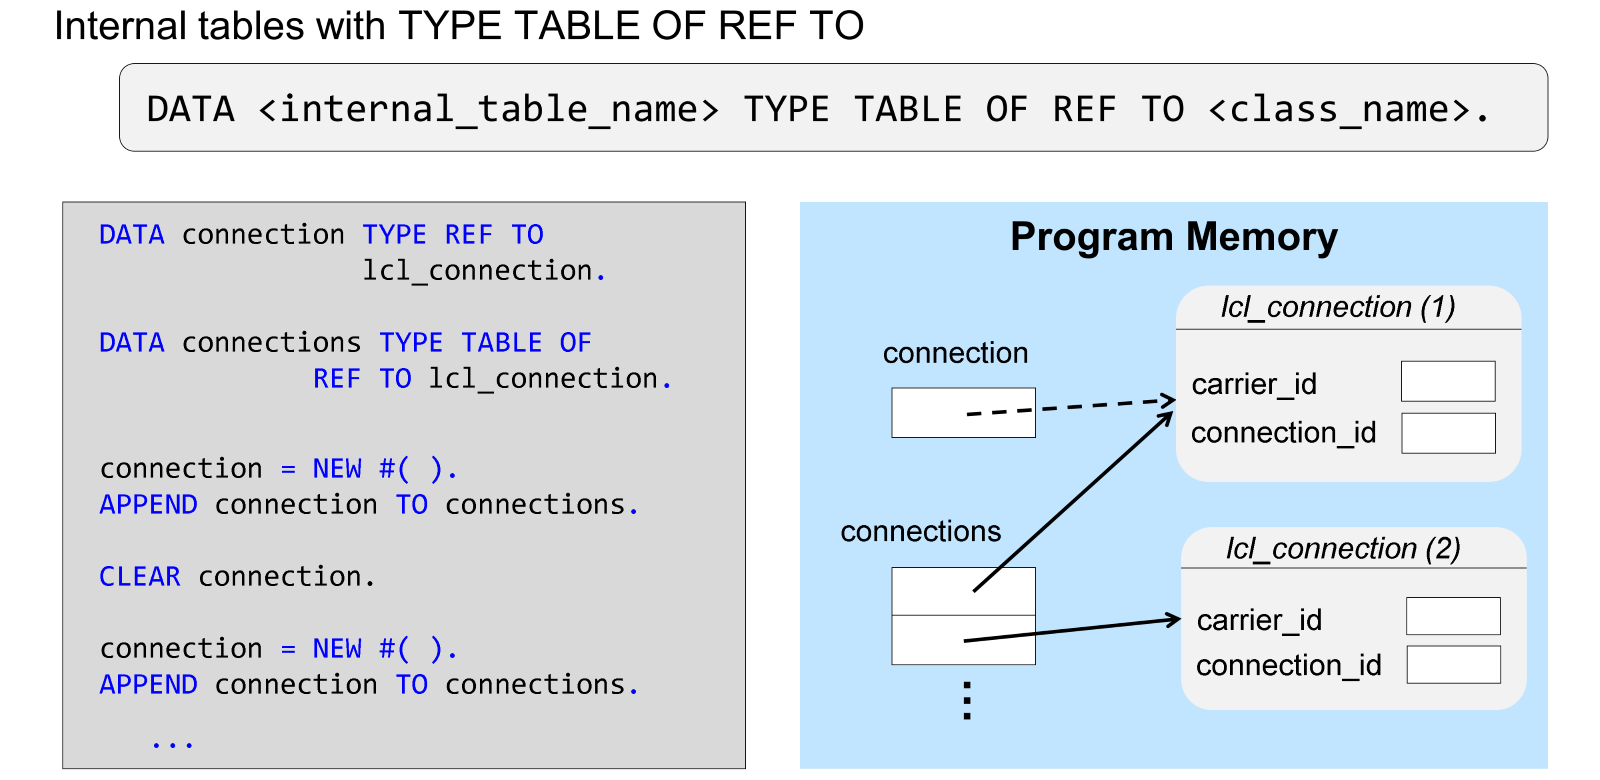 Internal tables with TYPE TABLE OF REF TO
DATA <internal_table_name> TYPE TABLE OF REF TO <class_name>.
DATA connection TYPE REF TO
lcl_connection.
DATA connections TYPE TABLE OF
REF TO lcl_connection.
connection = NEW #( ).
APPEND connection TO connections.
CLEAR connection.
connection = NEW #( ).
APPEND connection TO connections.
...
Program Memory
lcl_connection (1)
connection
carrier_id
connection_id
connections
lcl_connection (2)
carrier_id
connection_id